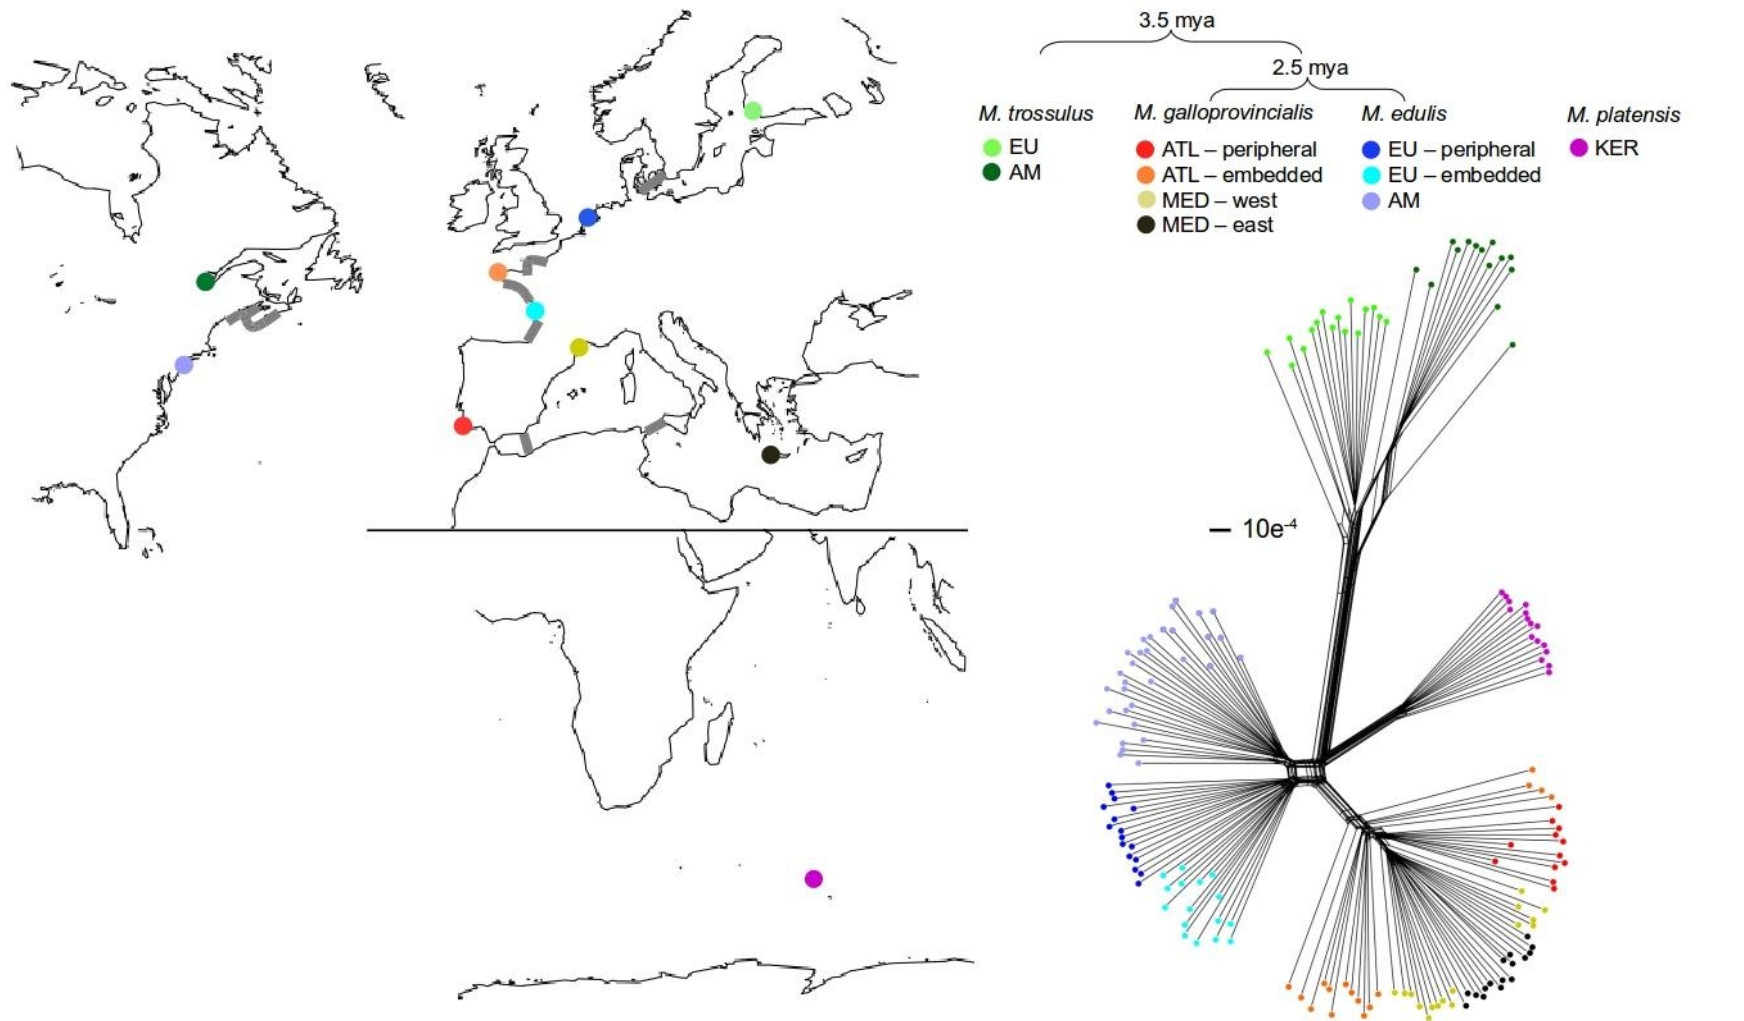 3.5 mya
2.5 mya
M. trossulus
EU
AM
M. galloprovincialis
ATL – peripheral
ATL – embedded
MED – west
MED – east
M. edulis
EU – peripheral
EU – embedded
AM
M. platensis
KER
10e-4